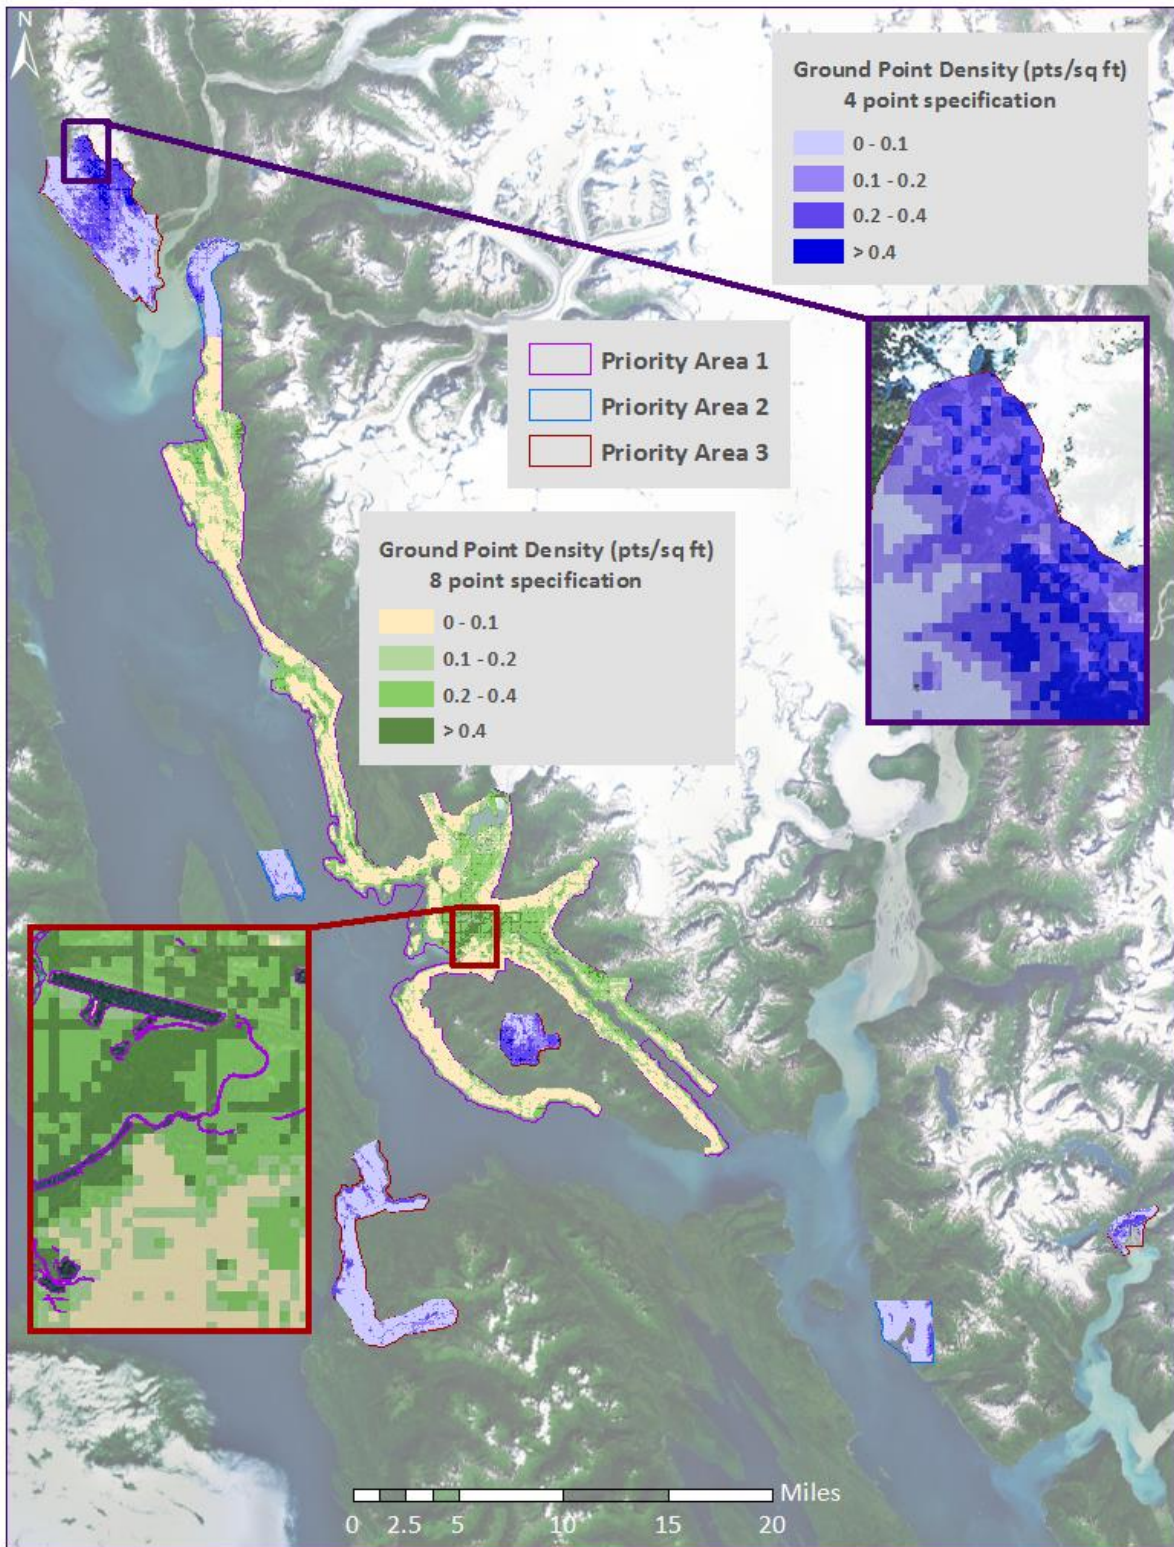 N
Ground Point Density (pts/sq ft)
4 point specification
0 - 0.1
0.1 - 0.2
0.2 - 0.4
> 0.4
Priority Area 1
Priority Area 2
Priority Area 3
Ground Point Density (pts/sq ft)
8 point specification
0 - 0.1
0.1 - 0.2
0.2 - 0.4
> 0.4
Miles
0 2.5 5 10 15 20